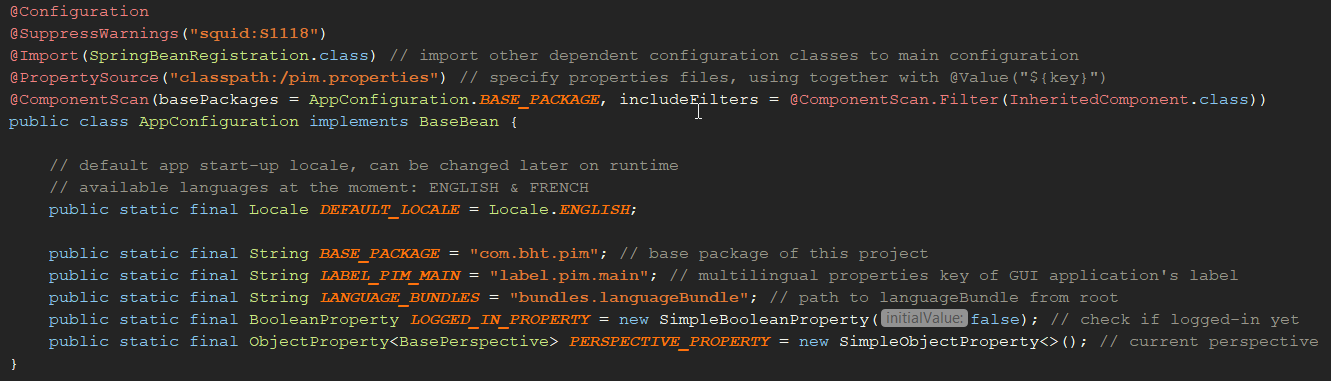 @Configuration
@SuppressWarnings("squid:S1118")
@Import(SpringBeanRegistration.class) // import other dependent configuration classes to main configuration
@PropertySource("classpath:/pim.properties") // specify properties files, using together with @Value("${key}")
@ComponentScan(basePackages = AppConfiguration.BASE_PACKAGE, includeFilters = @ComponentScan.Filter(InheritedComponent.class))
public class AppConfiguration implements BaseBean {
// default app start-up locale, can be changed later on runtime
// available languages at the moment: ENGLISH & FRENCH
public static final Locale DEFAULT_LOCALE = Locale.ENGLISH;
public static final String BASE_PACKAGE = "com.bht.pim"; // base package of this project
public static final String LABEL_PIM_MAIN = "label.pim.main"; // multilingual properties key of GUI application's label
public static final String LANGUAGE_BUNDLES = "bundles.languageBundle"; // path to languageBundle from root
public static final BooleanProperty LOGGED_IN_PROPERTY = new SimpleBooleanProperty( initialValue: false); // check if logged-in yet
public static final ObjectProperty<BasePerspective> PERSPECTIVE_PROPERTY = new SimpleObjectProperty<>(); // current perspective
}